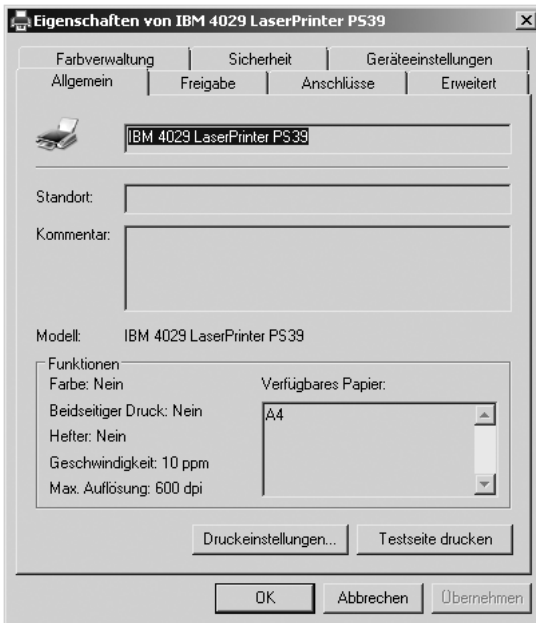 Eigenschaften von IBM 4029 LaserPrinter PS39
Farbverwaltung Sicherheit Geräteeinstellungen
Allgemein Freigabe Anschlüsse Erweitert
IBM 4029 LaserPrinter PS39
Standort:
Kommentar:
Modell: IBM 4029 LaserPrinter PS39
Funktionen
Farbe: Nein Verfügbares Papier:
Beidseitiger Druck: Nein A4
Hefter: Nein
Geschwindigkeit: 10 ppm
Max. Auflösung: 600 dpi
Druckeinstellungen... Testseite drucken
OK Abbrechen Übernehmen